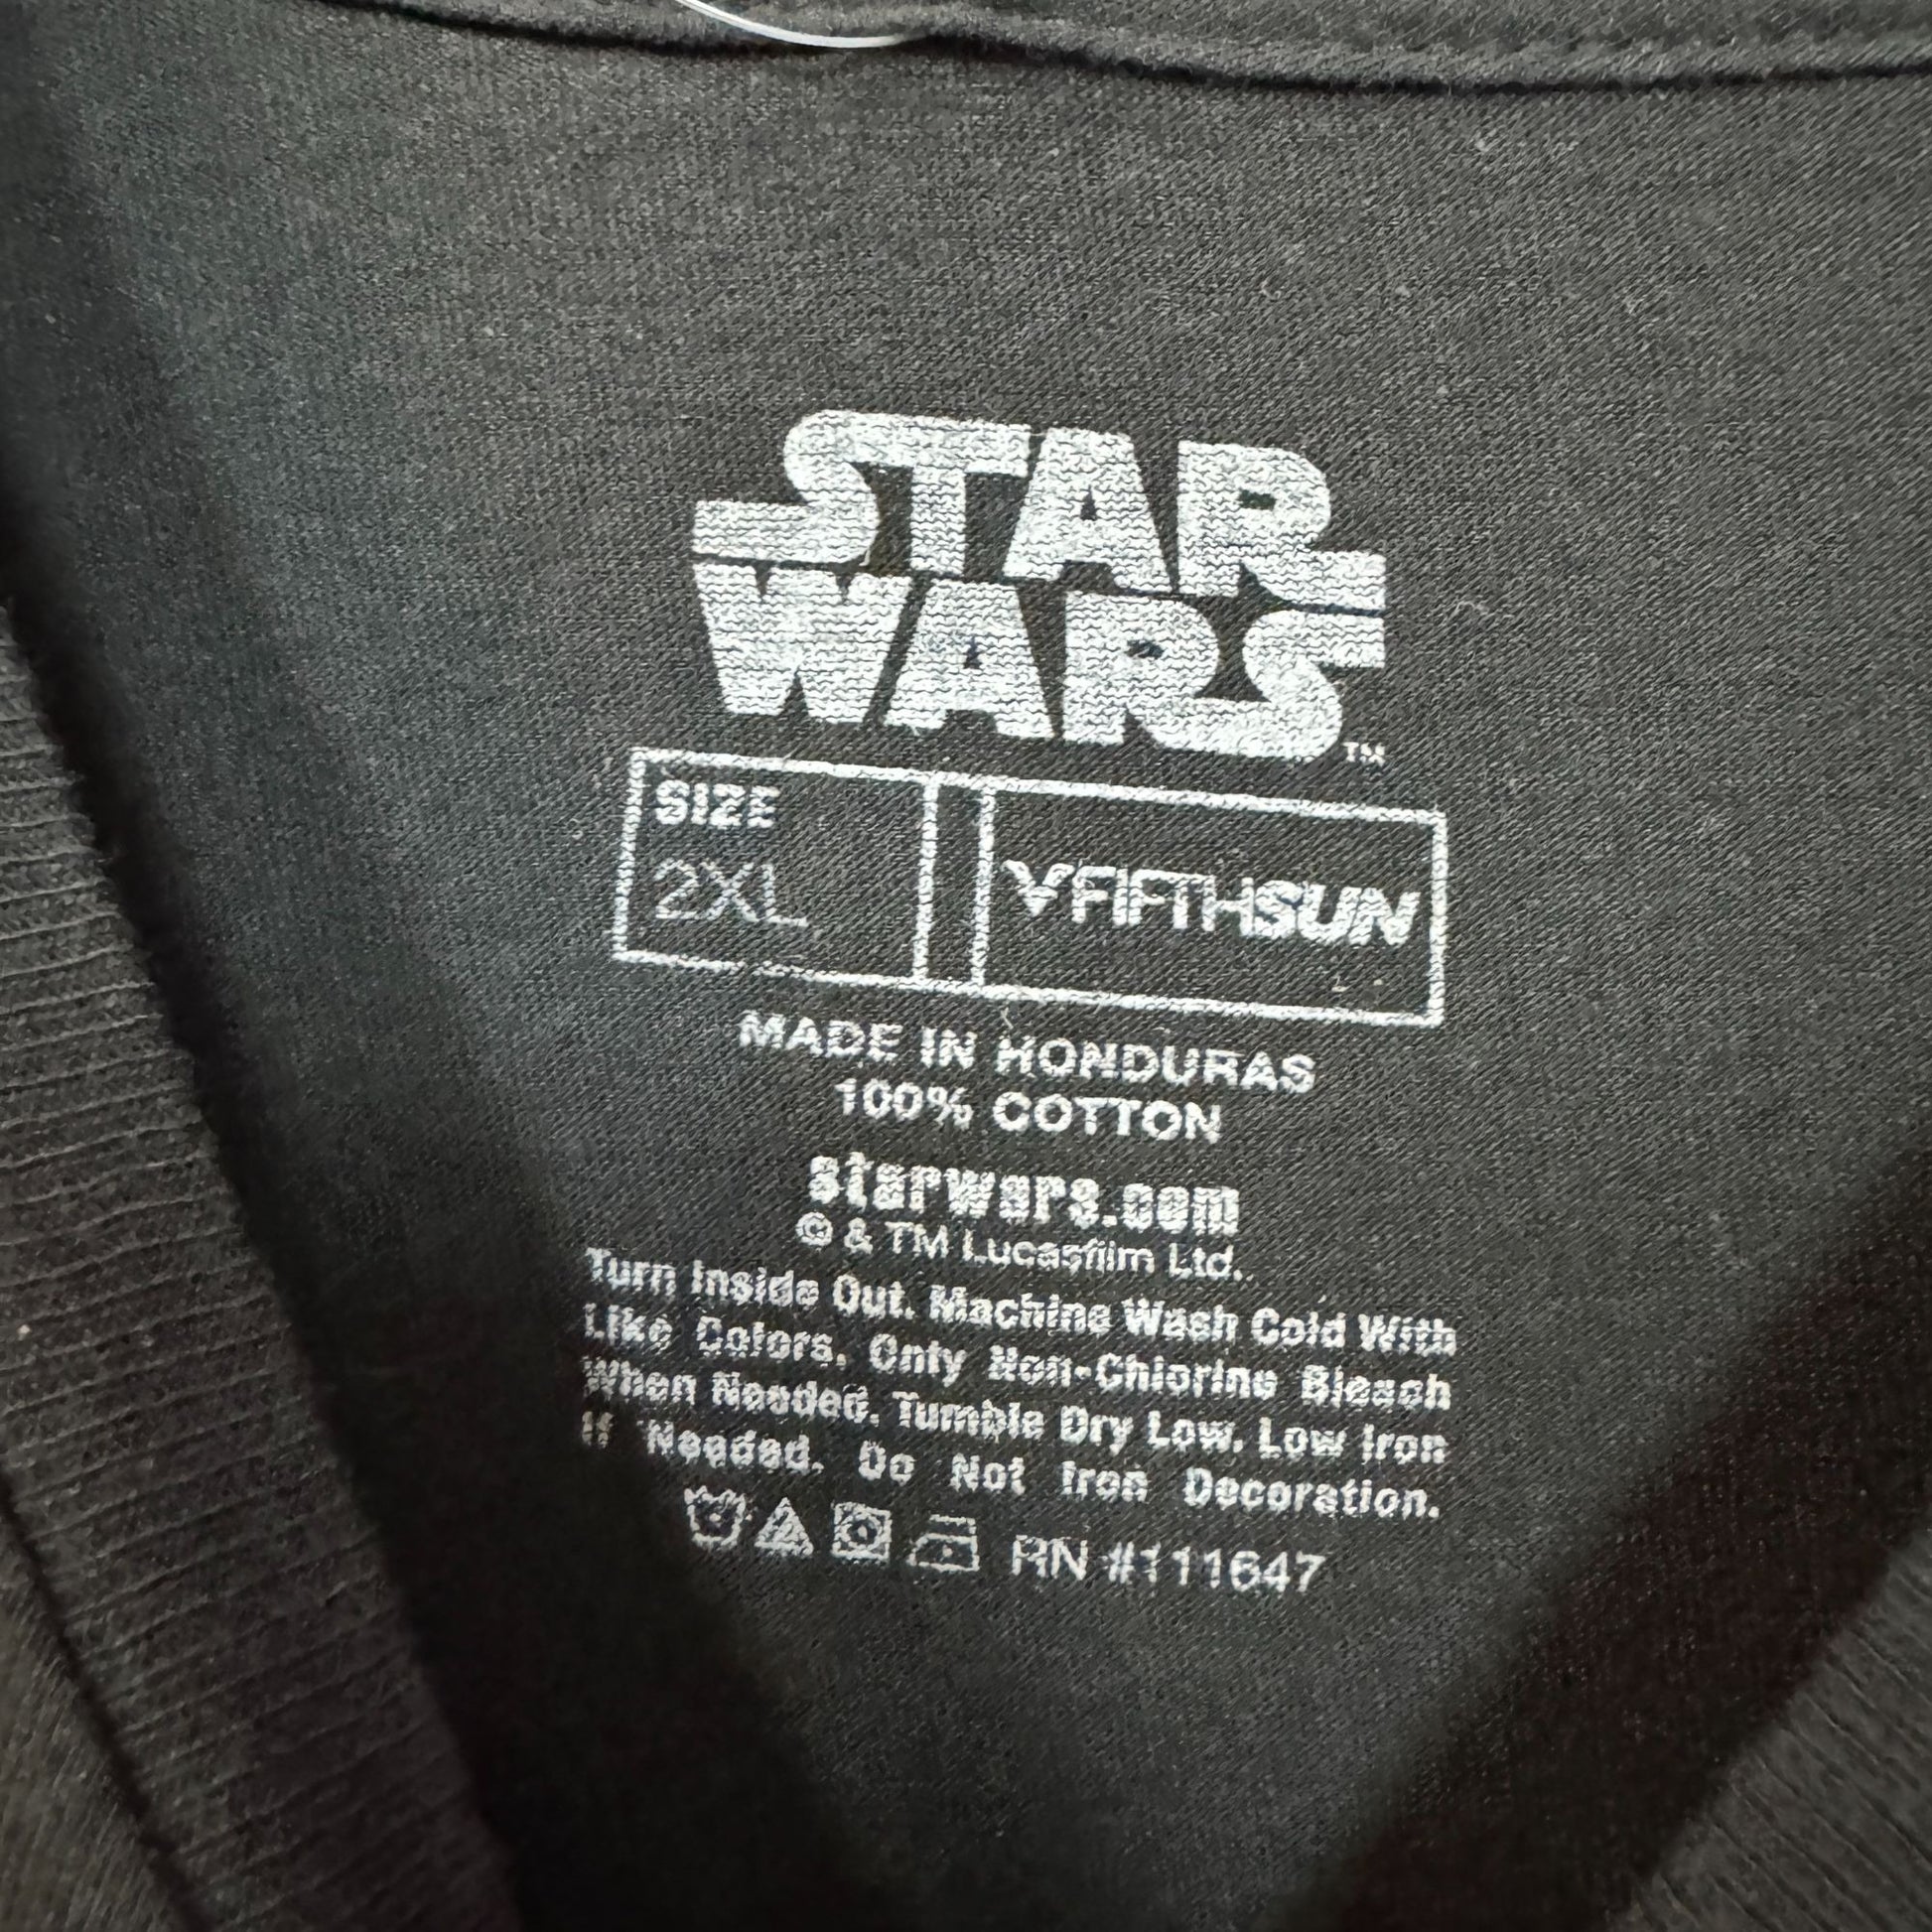 STAR
WARS
TM
SIZE
2XL
FIFTHSUN
MADE IN HONDURAS
100% COTTON
starwars.com
© & TM Lucasfilm Ltd.
Turn Inside Out. Machine Wash Cold With
Like Colors. Only Non-Chlorine Bleach
When Needed. Tumble Dry Low. Low Iron
If Needed. Do Not Iron Decoration.
RN #111647